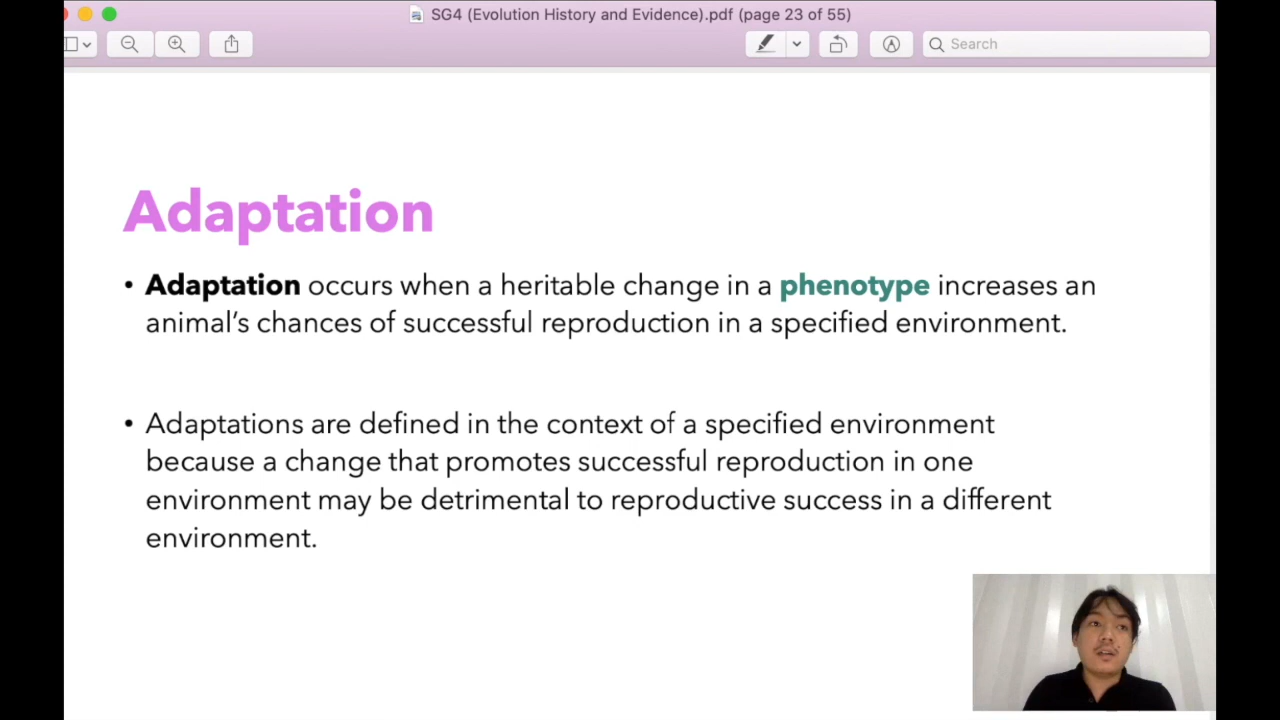 SG4 (Evolution History and Evidence).pdf (page 23 of 55)
Search
Adaptation
• Adaptation occurs when a heritable change in a phenotype increases an
animal’s chances of successful reproduction in a specified environment.
• Adaptations are defined in the context of a specified environment
because a change that promotes successful reproduction in one
environment may be detrimental to reproductive success in a different
environment.